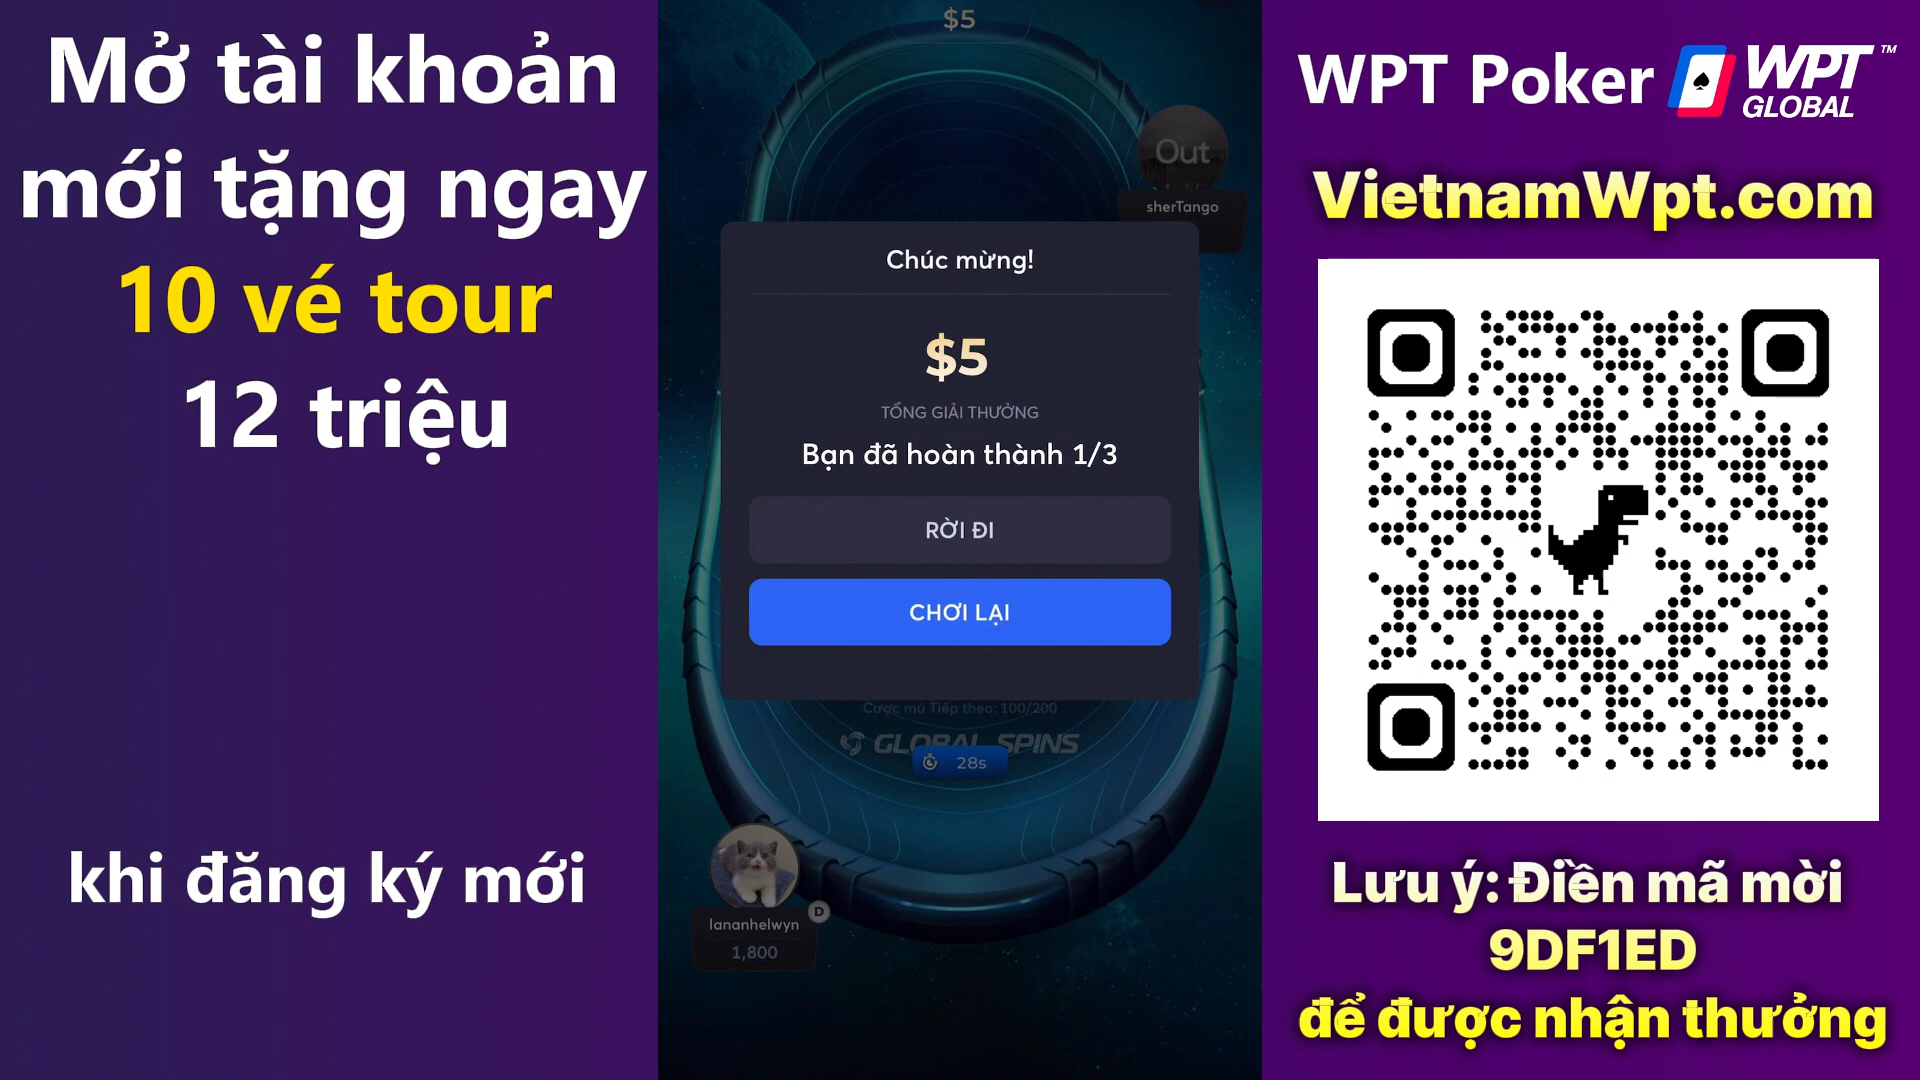 Mở tài khoản
mới tặng ngay
10 vé tour
12 triệu
khi đăng ký mới
$5
Out
sherTango
Chúc mừng!
$5
TỔNG GIẢI THƯỞNG
Bạn đã hoàn thành 1/3
RỜI ĐI
CHƠI LẠI
Cược mù Tiếp theo: 100/200
GLOBAL SPINS
28s
D
lananhelwyn
1,800
WPT Poker WPT GLOBAL ™
VietnamWpt.com
Lưu ý: Điền mã mời
9DF1ED
để được nhận thưởng